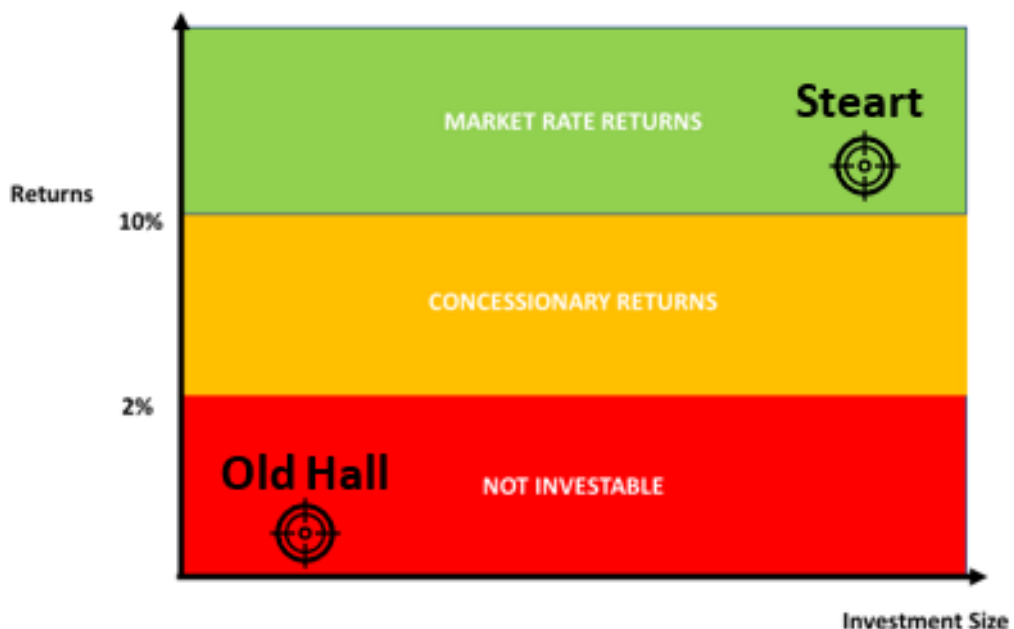 Steart
MARKET RATE RETURNS
Returns
10%
CONCESSIONARY RETURNS
2%
Old Hall
NOT INVESTABLE
Investment Size